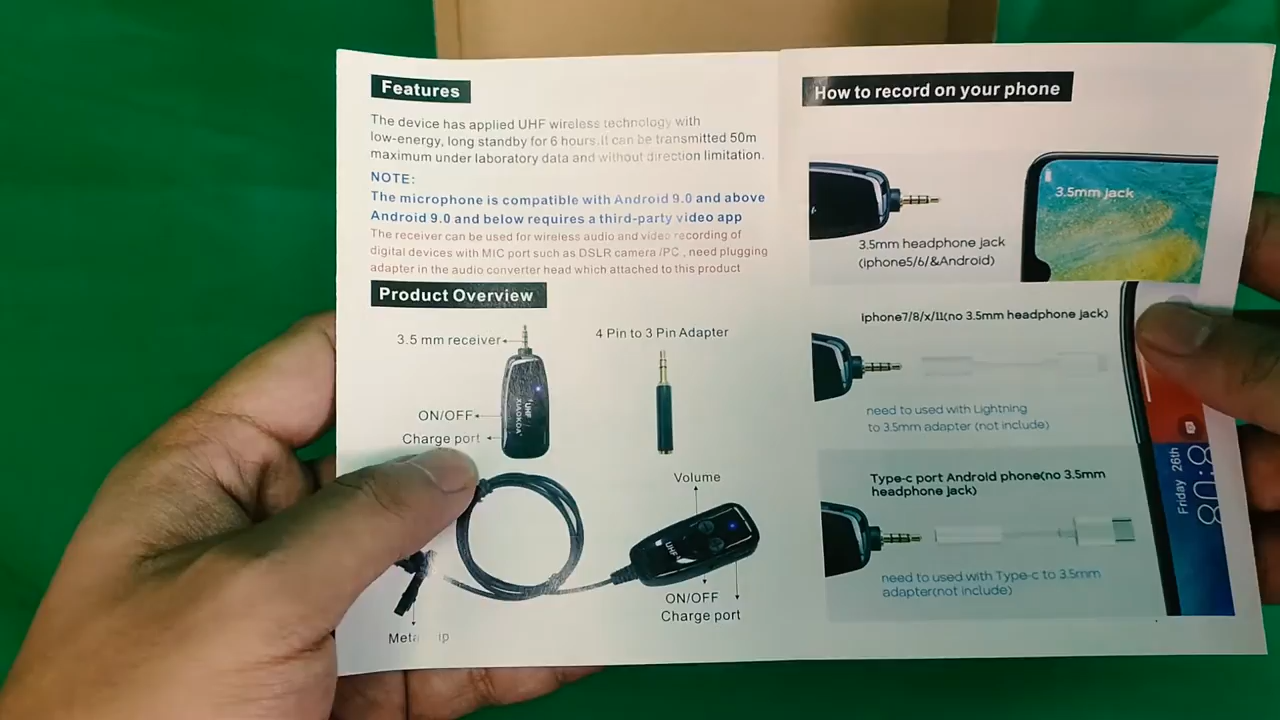 Features
The device has applied UHF wireless technology with
low-energy, long standby for 6 hours.It can be transmitted 50m
maximum under laboratory data and without direction limitation.
NOTE:
The microphone is compatible with Android 9.0 and above
Android 9.0 and below requires a third-party video app
The receiver can be used for wireless audio and video recording of
digital devices with MIC port such as DSLR camera /PC , need plugging
adapter in the audio converter head which attached to this product
Product Overview
3.5 mm receiver
4 Pin to 3 Pin Adapter
ON/OFF
Charge port
UHF
XIAOKOA
Volume
UHF
ON/OFF
Charge port
How to record on your phone
3.5mm jack
3.5mm headphone jack
(iphone5/6/&Android)
iphone7/8/x/11(no 3.5mm headphone jack)
need to used with Lightning
to 3.5mm adapter (not include)
Type-c port Android phone(no 3.5mm
headphone jack)
Friday 26th
need to used with Type-c to 3.5mm
adapter(not include)